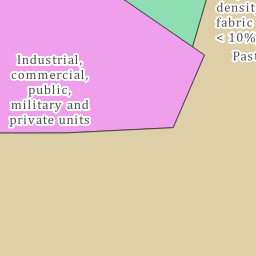 Industrial,
commercial,
public,
military and
private units
densit
fabric
< 10%
Past